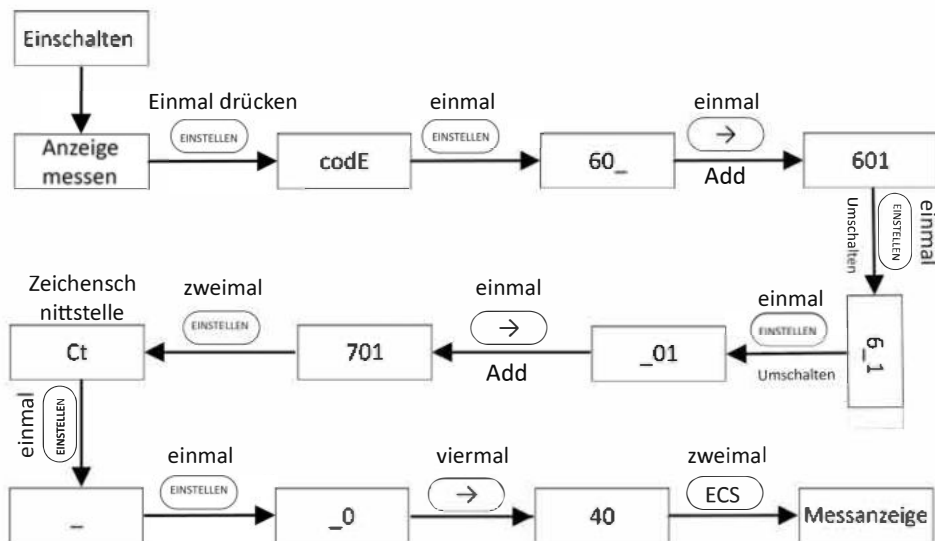 Einschalten
Einmal drücken
einmal
einmal
EINSTELLEN
EINSTELLEN
→
Anzeige
messen
codE
60_
Add
601
Umschalten
EINSTELLEN
einmal
Zeichensch
nittstelle
zweimal
einmal
einmal
EINSTELLEN
→
EINSTELLEN
Ct
701
Add
_01
Umschalten
6_1
einmal
EINSTELLEN
einmal
viermal
zweimal
EINSTELLEN
→
ECS
_
_0
40
Messanzeige